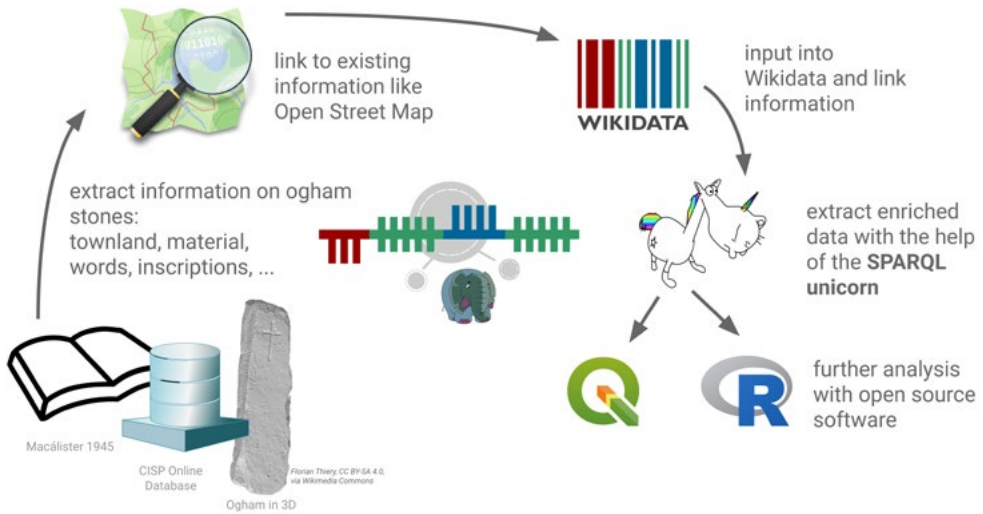 link to existing
information like
Open Street Map
WIKIDATA
input into
Wikidata and link
information
extract information on ogham
stones:
townland, material,
words, inscriptions, ...
extract enriched
data with the help
of the SPARQL
unicorn
further analysis
with open source
software
Macálister 1945
CISP Online
Database
Florian Thiery, CC BY-SA 4.0,
via Wikimedia Commons
Ogham in 3D
R